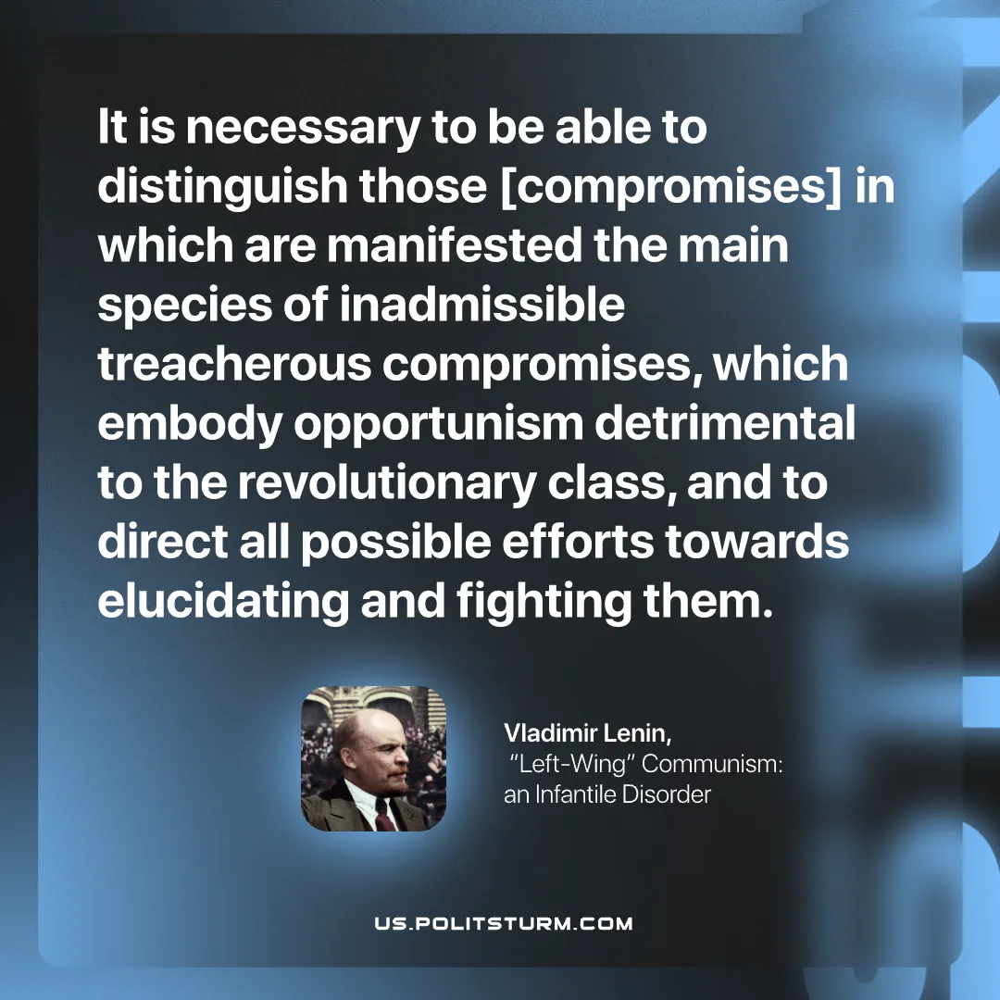 It is necessary to be able to
distinguish those [compromises] in
which are manifested the main
species of inadmissible
treacherous compromises, which
embody opportunism detrimental
to the revolutionary class, and to
direct all possible efforts towards
elucidating and fighting them.
Vladimir Lenin,
“Left-Wing” Communism:
an Infantile Disorder
US.POLITSTURM.COM